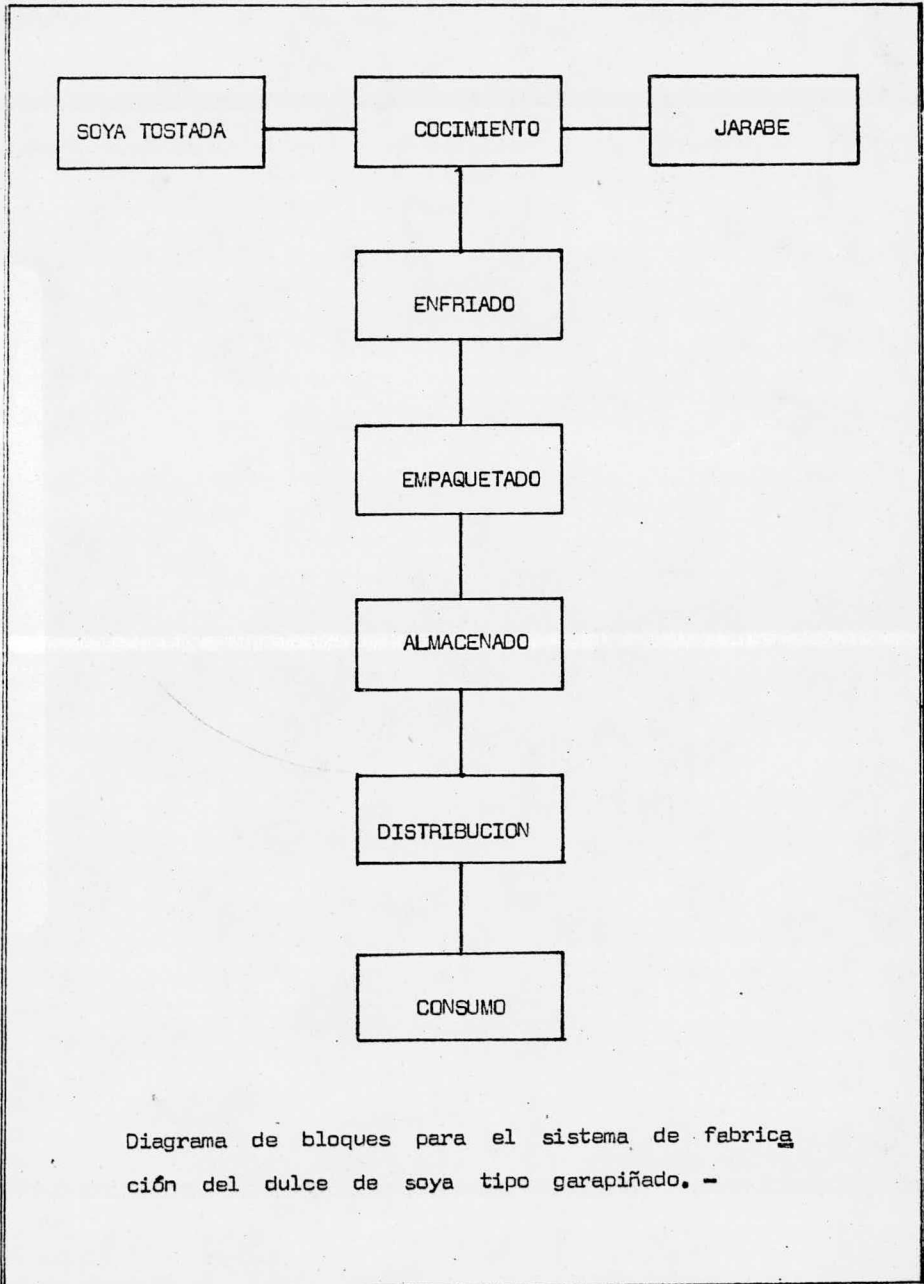 SOYA TOSTADA COCIMIENTO JARABE
ENFRIADO
EMPAQUETADO
ALMACENADO
DISTRIBUCION
CONSUMO
Diagrama de bloques para el sistema de fabrica
ción del dulce de soya tipo garapiñado. -